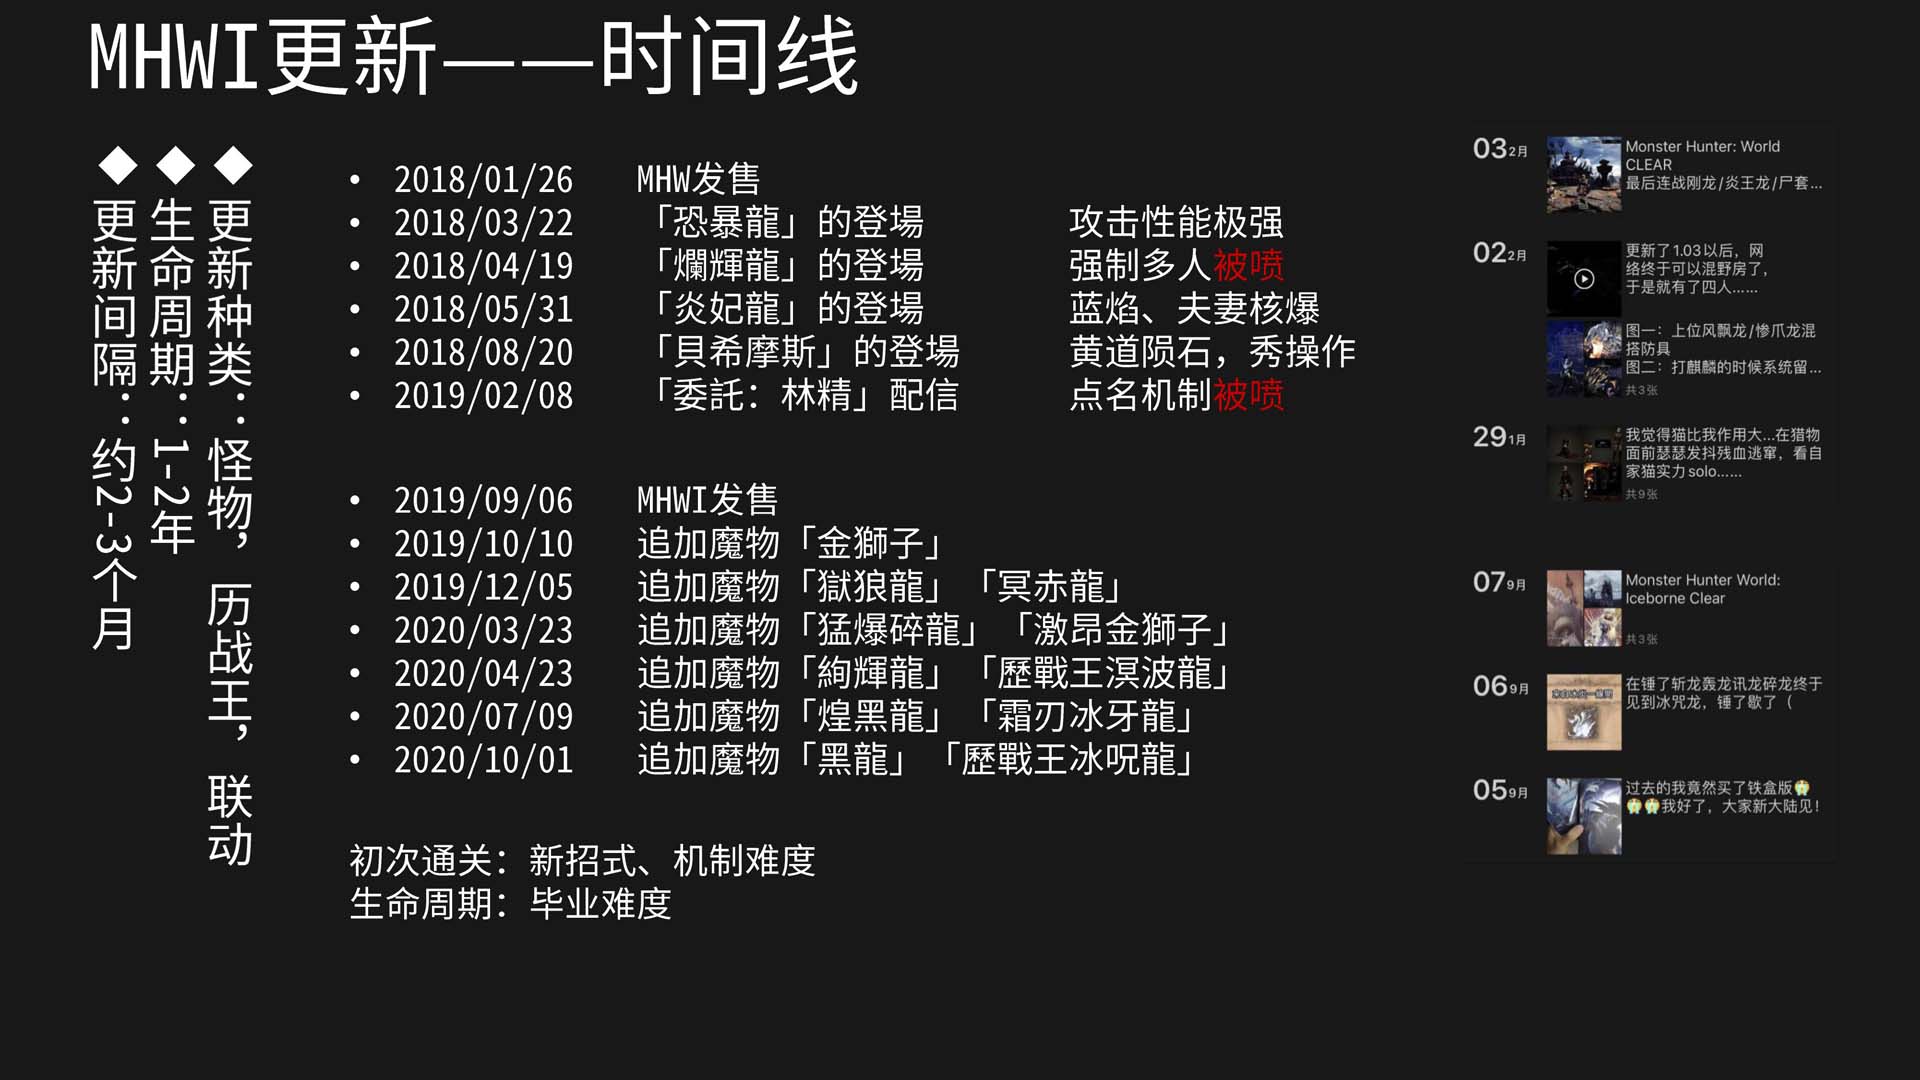 MHWI更新——时间线
◆更新种类：怪物，历战王，联动
◆生命周期：1-2年
◆更新间隔：约2-3个月
• 2018/01/26 MHW发售
• 2018/03/22 「恐暴龍」的登場 攻击性能极强
• 2018/04/19 「爛輝龍」的登場 强制多人被喷
• 2018/05/31 「炎妃龍」的登場 蓝焰、夫妻核爆
• 2018/08/20 「貝希摩斯」的登場 黄道陨石，秀操作
• 2019/02/08 「委託：林精」配信 点名机制被喷
• 2019/09/06 MHWI发售
• 2019/10/10 追加魔物「金獅子」
• 2019/12/05 追加魔物「獄狼龍」「冥赤龍」
• 2020/03/23 追加魔物「猛爆碎龍」「激昂金獅子」
• 2020/04/23 追加魔物「絢輝龍」「歷戰王溟波龍」
• 2020/07/09 追加魔物「煌黑龍」「霜刃冰牙龍」
• 2020/10/01 追加魔物「黑龍」「歷戰王冰呪龍」
初次通关：新招式、机制难度
生命周期：毕业难度
03 2月
Monster Hunter: World
CLEAR
最后连战刚龙/炎王龙/尸套...
02 2月
更新了1.03以后，网
络终于可以混野房了，
于是就有了四人......
图一：上位风飘龙/惨爪龙混
搭防具
图二：打麒麟的时候系统留...
共3张
29 1月
我觉得猫比我作用大...在猎物
面前瑟瑟发抖残血逃窜，看自
家猫实力solo......
共9张
07 9月
Monster Hunter World:
Iceborne Clear
共3张
06 9月
在锤了斩龙轰龙讯龙碎龙终于
见到冰咒龙，锤了歇了（
05 9月
过去的我竟然买了铁盒版😭
😭😭我好了，大家新大陆见！